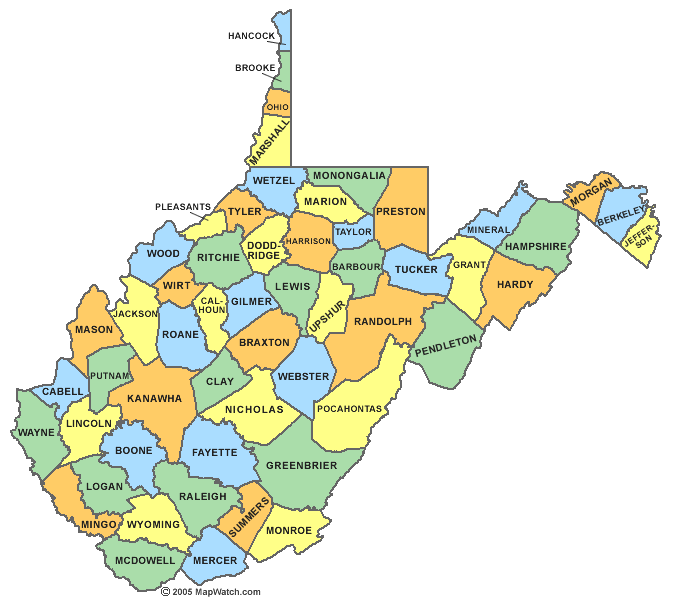 HANCOCK
BROOKE
OHIO
MARSHALL
WETZEL
MONONGALIA
MARION
PRESTON
PLEASANTS
TYLER
TAYLOR
MORGAN
BERKELEY
JEFFER-
SON
MINERAL
HAMPSHIRE
WOOD
RITCHIE
DODD-
RIDGE
HARRISON
BARBOUR
TUCKER
GRANT
HARDY
WIRT
JACKSON
CAL-
HOUN
GILMER
LEWIS
UPSHUR
RANDOLPH
PENDLETON
MASON
ROANE
BRAXTON
PUTNAM
CLAY
WEBSTER
CABELL
KANAWHA
NICHOLAS
POCAHONTAS
WAYNE
LINCOLN
BOONE
FAYETTE
GREENBRIER
LOGAN
RALEIGH
MINGO
WYOMING
SUMMERS
MONROE
MCDOWELL
MERCER
© 2005 MapWatch.com